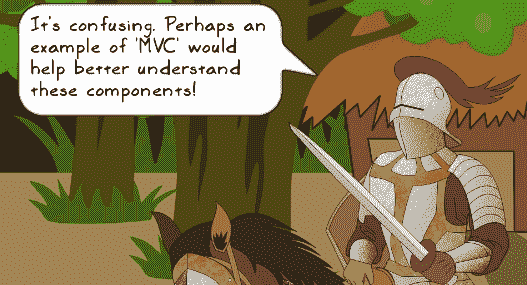 It's confusing. Perhaps an
example of 'MVC' would
help better understand
these components!